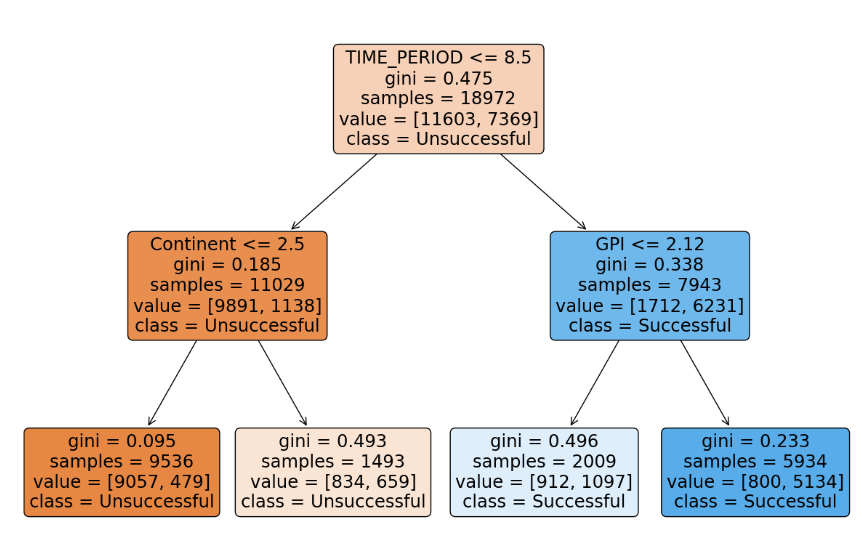 TIME_PERIOD <= 8.5
gini = 0.475
samples = 18972
value = [11603, 7369]
class = Unsuccessful
Continent <= 2.5
gini = 0.185
samples = 11029
value = [9891, 1138]
class = Unsuccessful
GPI <= 2.12
gini = 0.338
samples = 7943
value = [1712, 6231]
class = Successful
gini = 0.095
samples = 9536
value = [9057, 479]
class = Unsuccessful
gini = 0.493
samples = 1493
value = [834, 659]
class = Unsuccessful
gini = 0.496
samples = 2009
value = [912, 1097]
class = Successful
gini = 0.233
samples = 5934
value = [800, 5134]
class = Successful